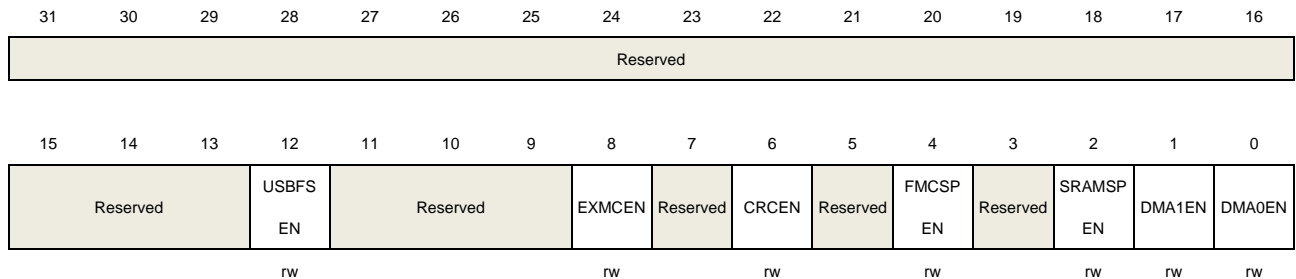 31 30 29 28 27 26 25 24 23 22 21 20 19 18 17 16
Reserved
15 14 13 12 11 10 9 8 7 6 5 4 3 2 1 0
Reserved USBFS EN Reserved EXMCEN Reserved CRCEN Reserved FMCSP EN Reserved SRAMSP EN DMA1EN DMA0EN
rw rw rw rw rw rw rw